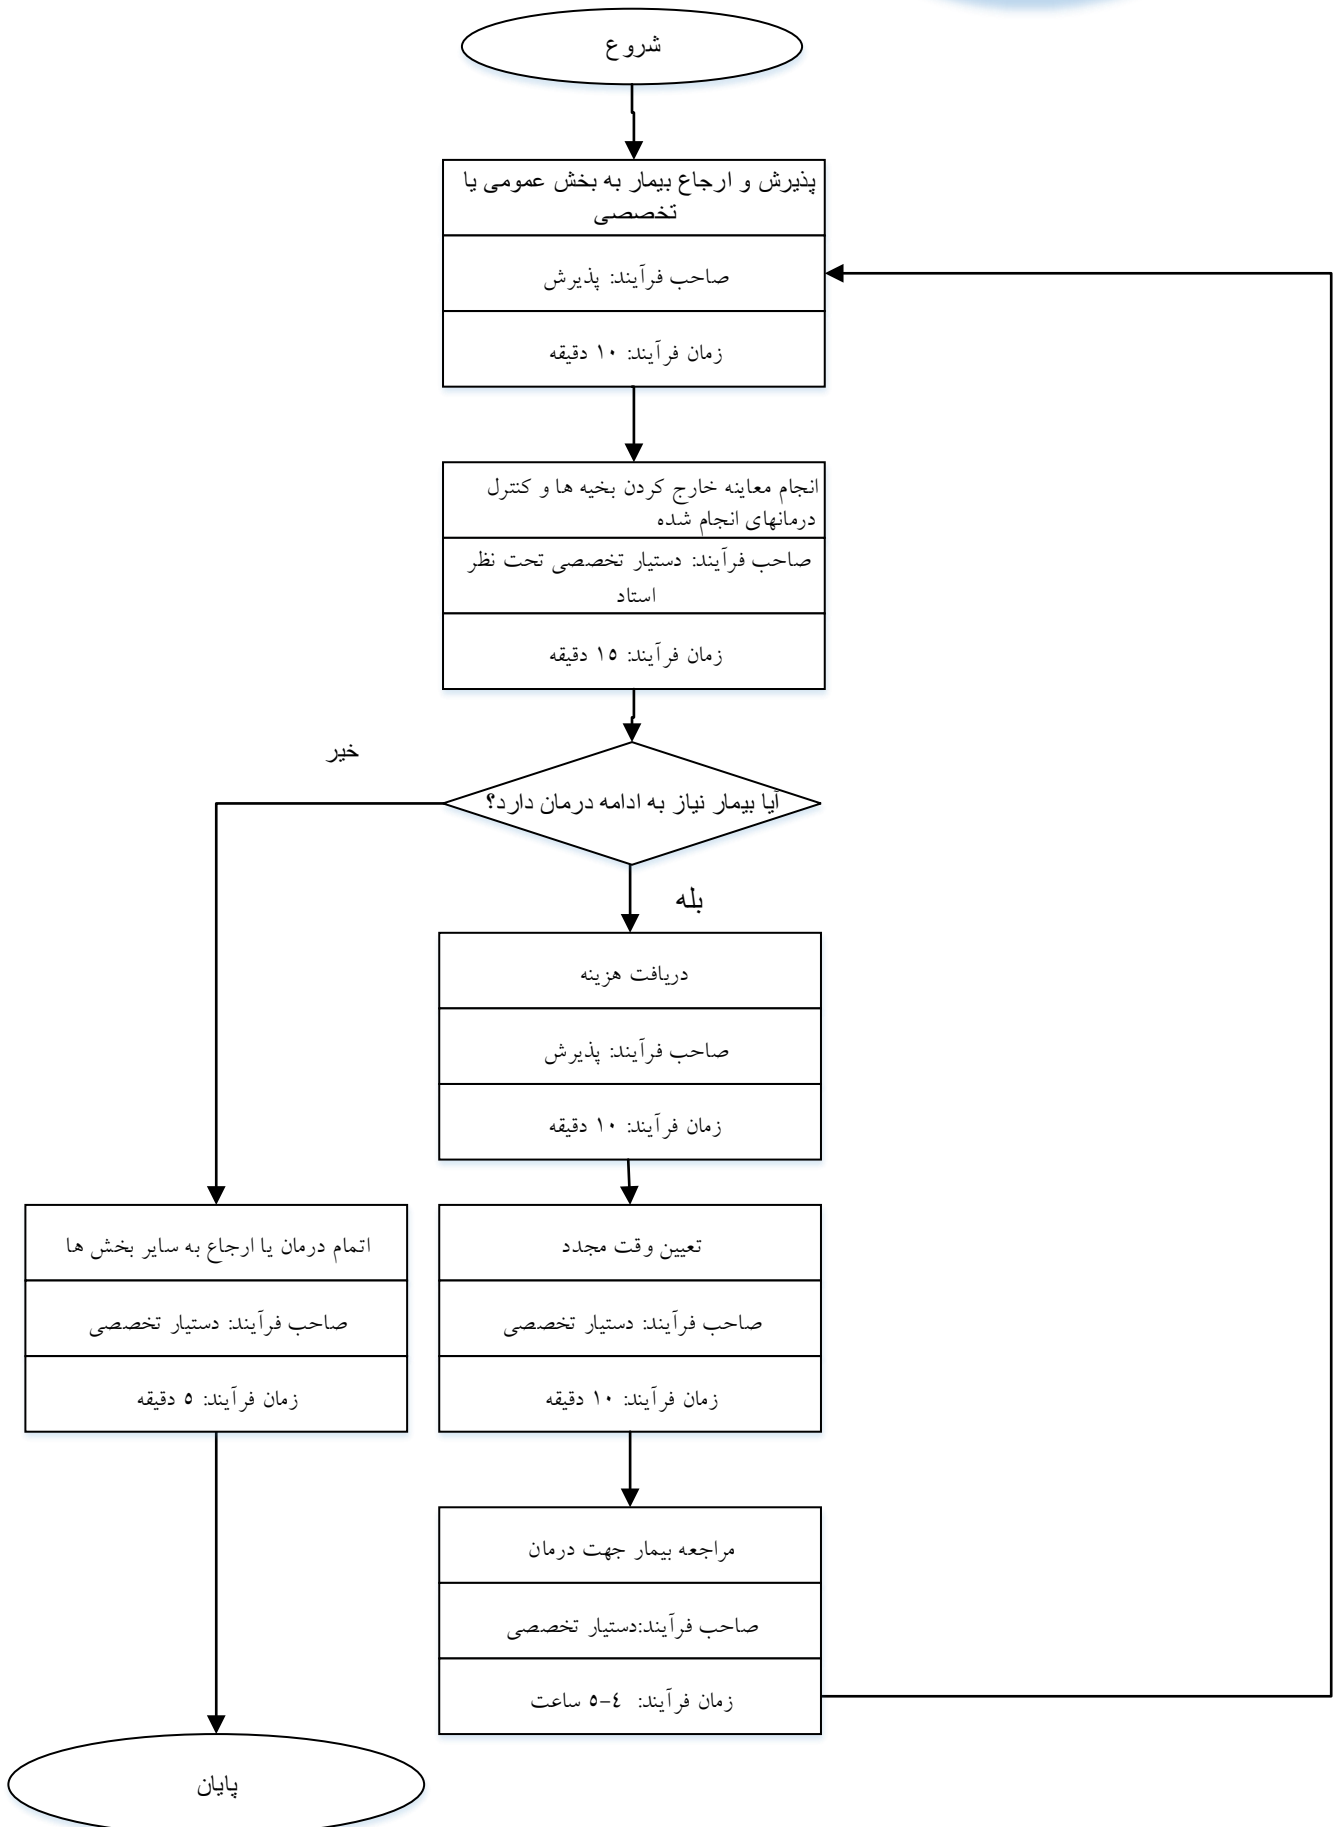 شروع
پذیرش و ارجاع بیمار به بخش عمومی یا
تخصصی
صاحب فرآیند: پذیرش
زمان فرآیند: ۱۰ دقیقه
انجام معاینه خارج کردن بخیه ها و کنترل
درمانهای انجام شده
صاحب فرآیند: دستیار تخصصی تحت نظر
استاد
زمان فرآیند: ۱۵ دقیقه
خیر
آیا بیمار نیاز به ادامه درمان دارد؟
بله
دریافت هزینه
صاحب فرآیند: پذیرش
زمان فرآیند: ۱۰ دقیقه
تعیین وقت مجدد
صاحب فرآیند: دستیار تخصصی
زمان فرآیند: ۱۰ دقیقه
اتمام درمان یا ارجاع به سایر بخش ها
صاحب فرآیند: دستیار تخصصی
زمان فرآیند: ۵ دقیقه
مراجعه بیمار جهت درمان
صاحب فرآیند:دستیار تخصصی
زمان فرآیند: ٤-٥ ساعت
پایان